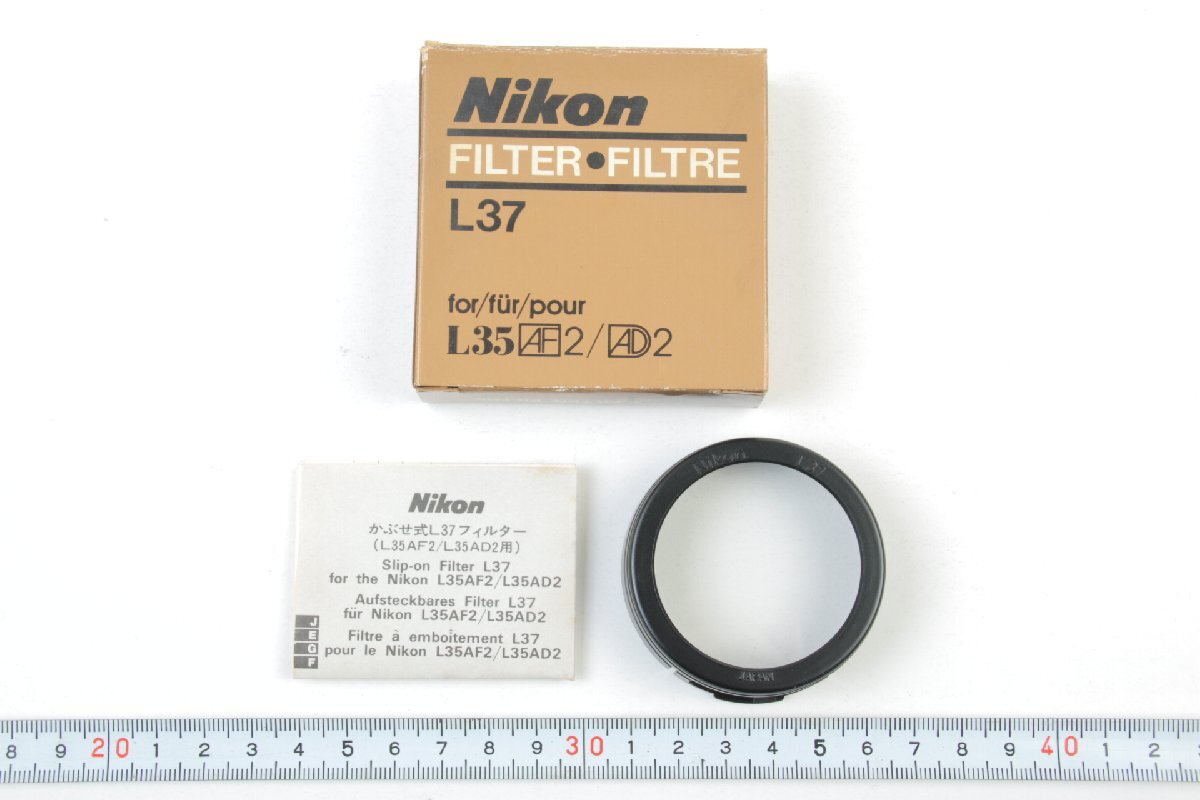 Nikon
FILTER•FILTRE
L37
for/für/pour
L35AF2/AD2
Nikon
かぶせ式L37フィルター
(L35AF2/L35AD2用)
Slip-on Filter L37
for the Nikon L35AF2/L35AD2
Aufsteckbares Filter L37
für Nikon L35AF2/L35AD2
Filtre à emboîtement L37
pour le Nikon L35AF2/L35AD2
J
E
G
F
Nikon L37
JAPAN
8 9 20 1 2 3 4 5 6 7 8 9 30 1 2 3 4 5 6 7 8 9 40 1 2